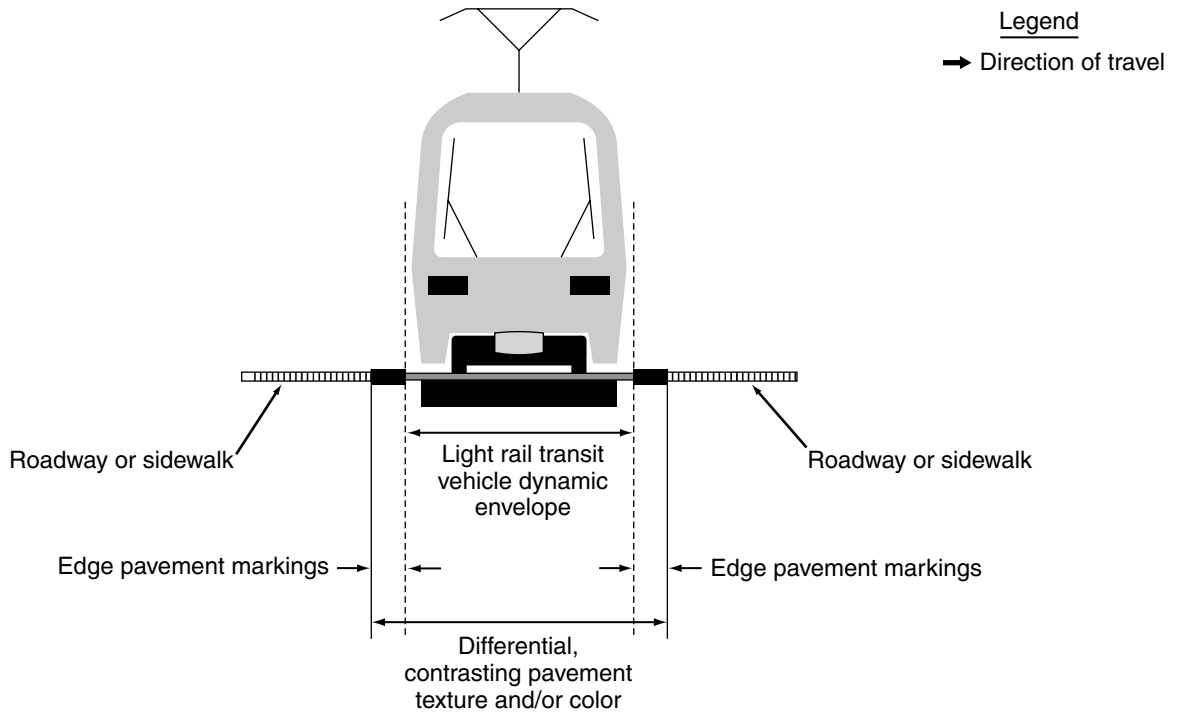 Legend
Direction of travel
Roadway or sidewalk
Light rail transit
vehicle dynamic
envelope
Roadway or sidewalk
Edge pavement markings
Edge pavement markings
Differential,
contrasting pavement
texture and/or color